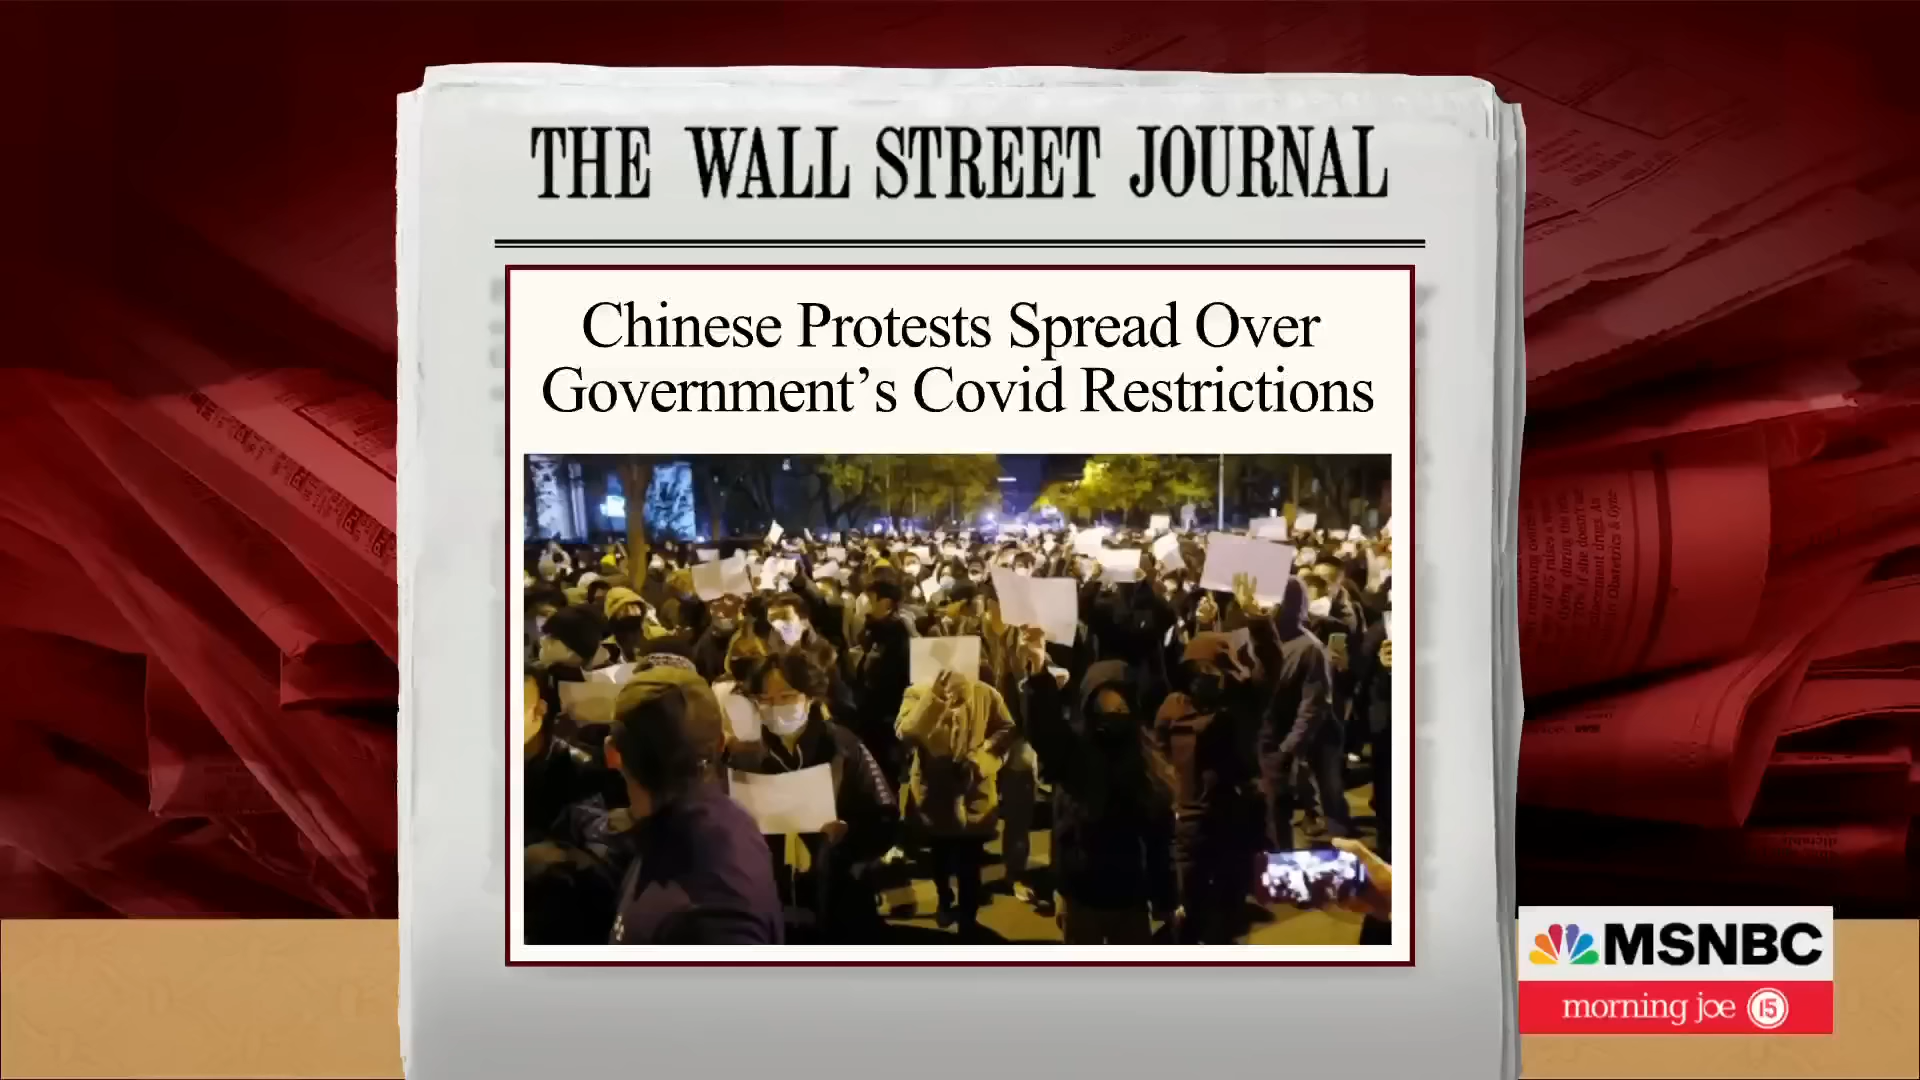 THE WALL STREET JOURNAL
Chinese Protests Spread Over
Government’s Covid Restrictions
MSNBC
morning joe 15